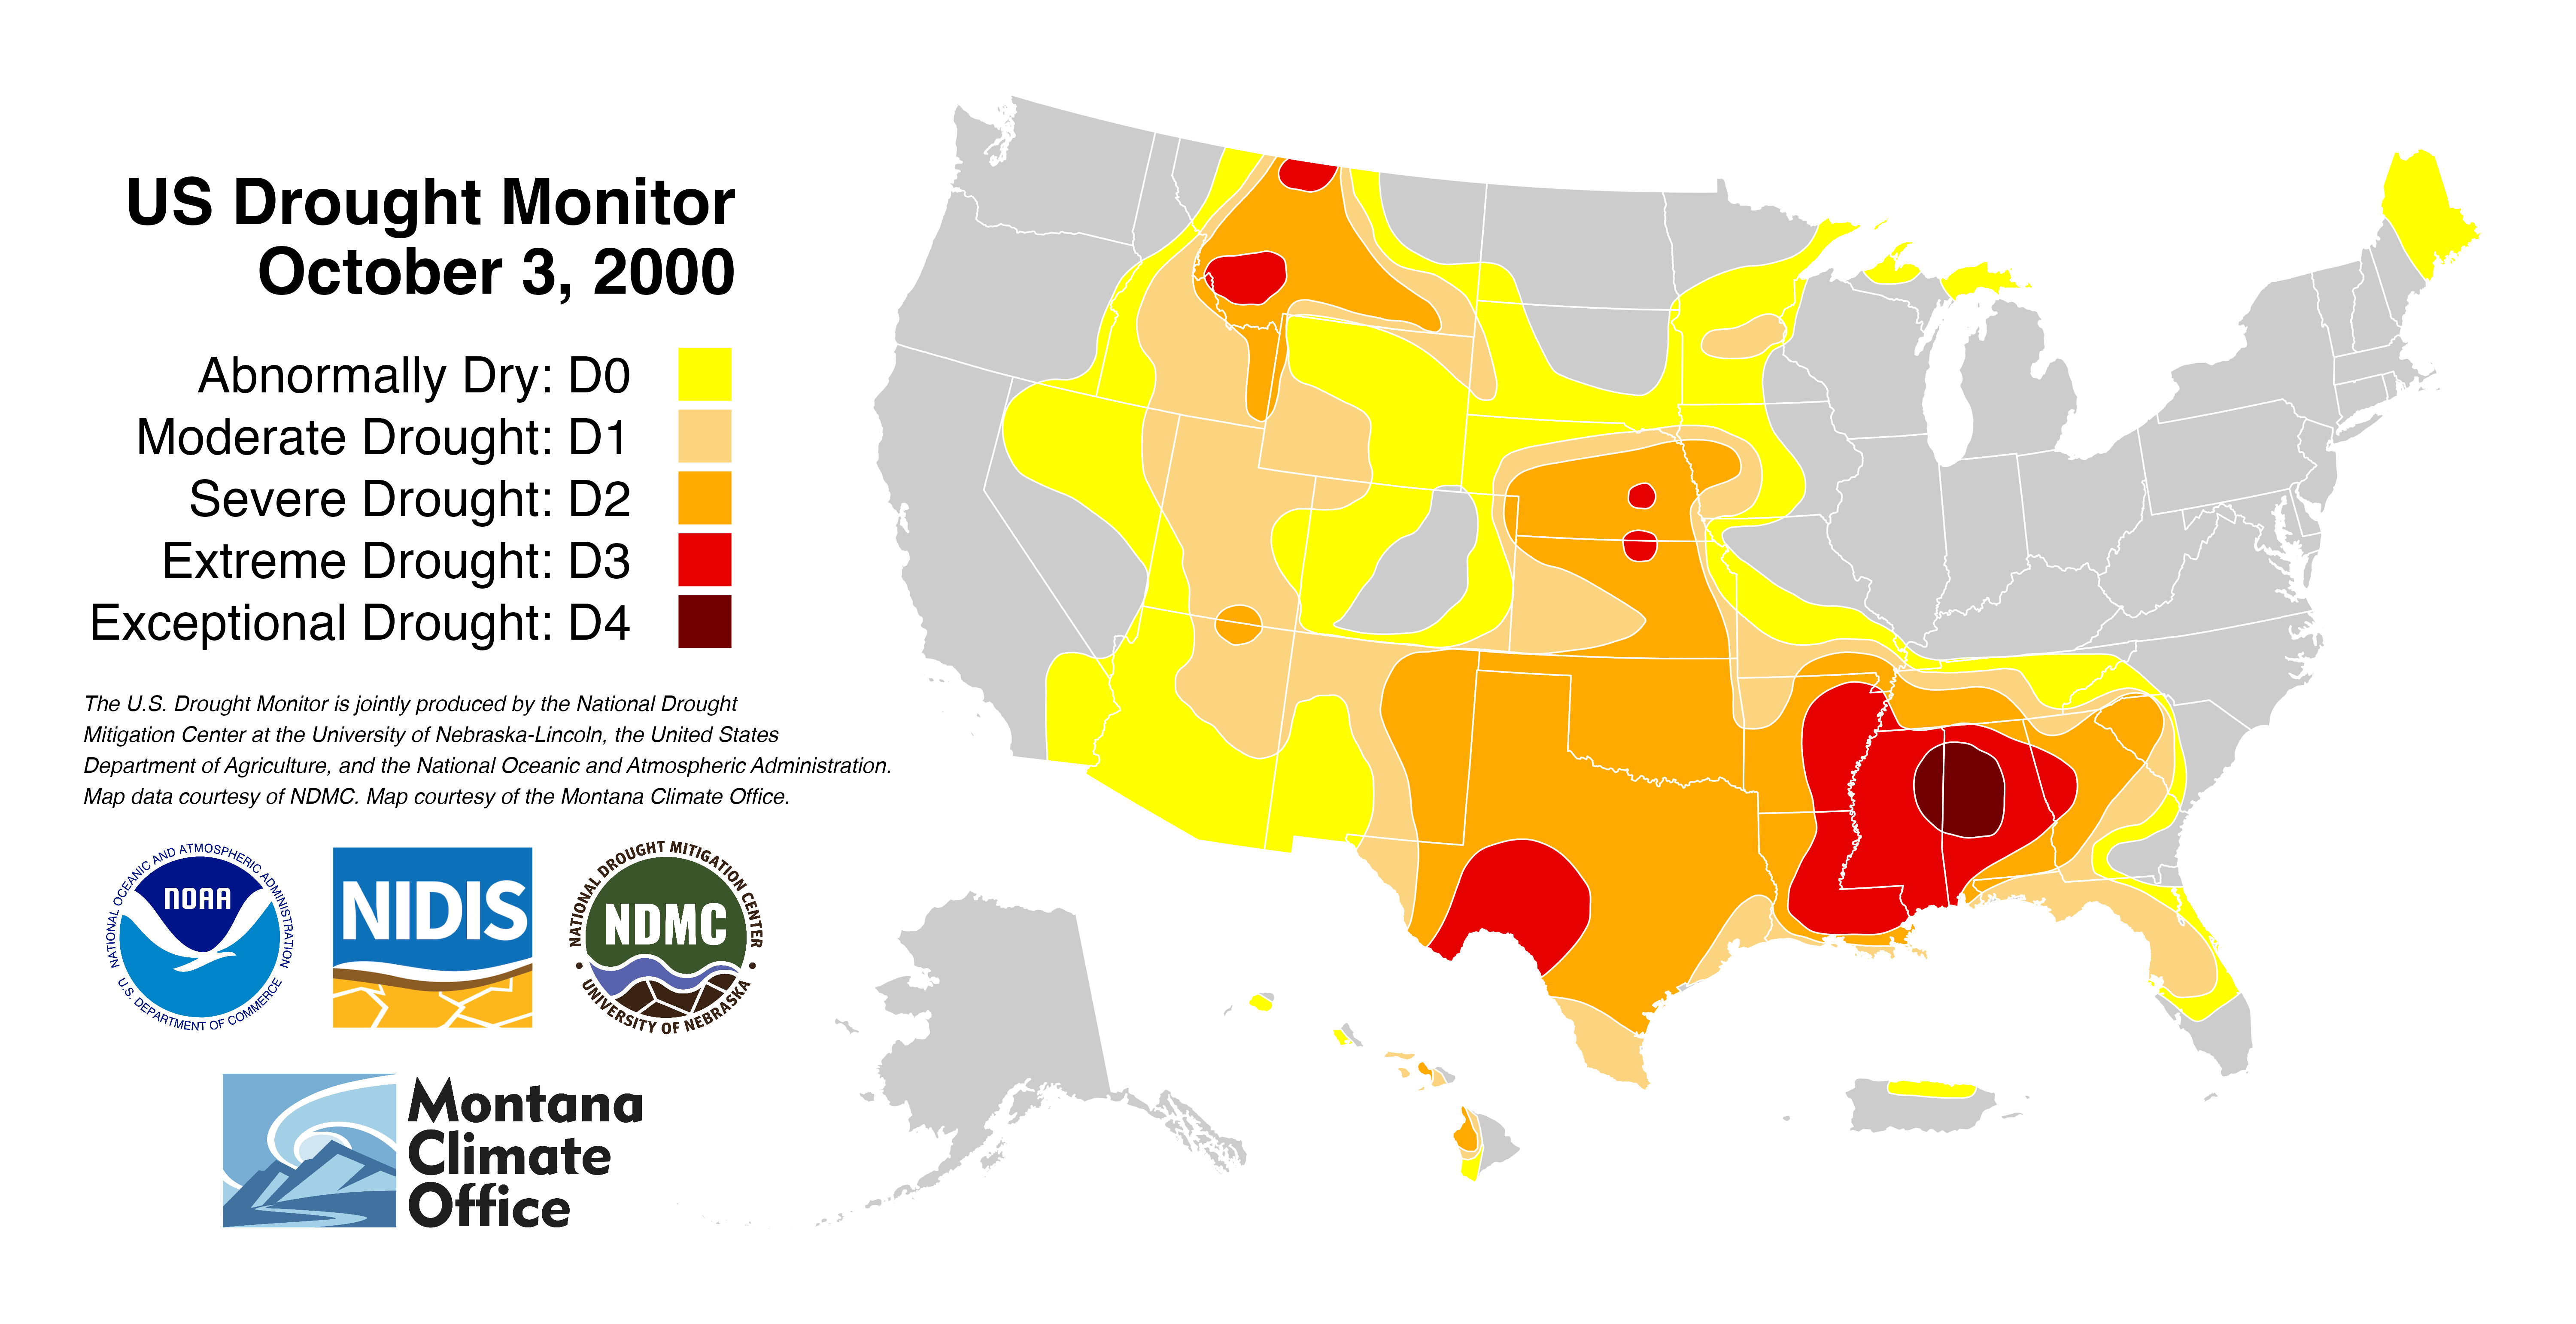 US Drought Monitor
October 3, 2000
Abnormally Dry: D0
Moderate Drought: D1
Severe Drought: D2
Extreme Drought: D3
Exceptional Drought: D4
The U.S. Drought Monitor is jointly produced by the National Drought
Mitigation Center at the University of Nebraska-Lincoln, the United States
Department of Agriculture, and the National Oceanic and Atmospheric Administration.
Map data courtesy of NDMC. Map courtesy of the Montana Climate Office.
NATIONAL OCEANIC AND ATMOSPHERIC ADMINISTRATION
NOAA
U.S. DEPARTMENT OF COMMERCE
NIDIS
NATIONAL DROUGHT MITIGATION CENTER
NDMC
UNIVERSITY OF NEBRASKA
Montana
Climate
Office